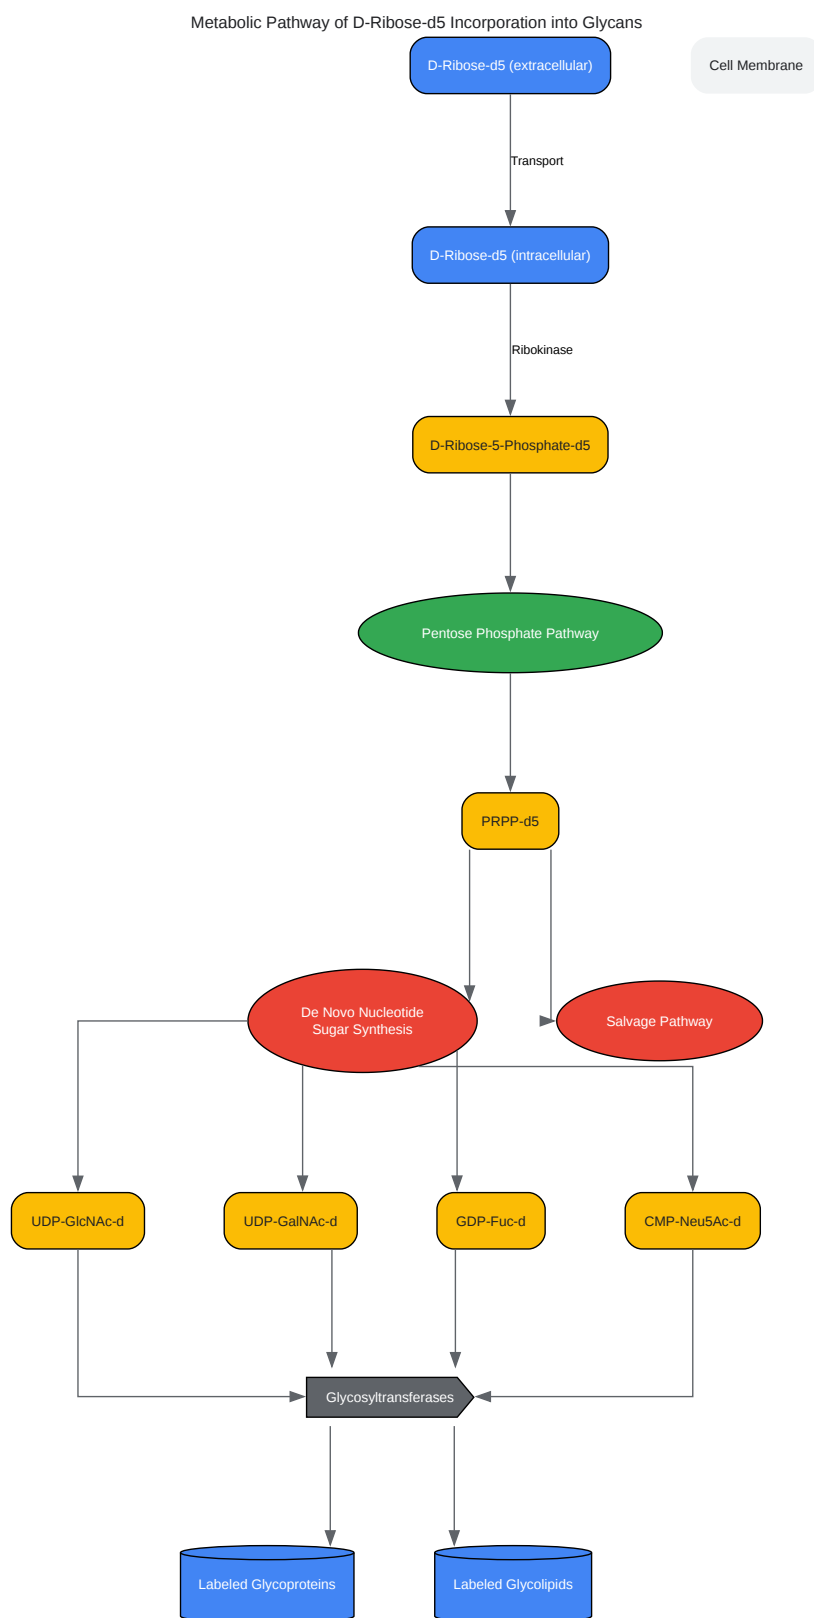 Metabolic Pathway of D-Ribose-d5 Incorporation into Glycans
D-Ribose-d5 (extracellular)
Cell Membrane
Transport
D-Ribose-d5 (intracellular)
Ribokinase
D-Ribose-5-Phosphate-d5
Pentose Phosphate Pathway
PRPP-d5
De Novo Nucleotide
Sugar Synthesis
Salvage Pathway
UDP-GlcNAc-d
UDP-GalNAc-d
GDP-Fuc-d
CMP-Neu5Ac-d
Glycosyltransferases
Labeled Glycoproteins
Labeled Glycolipids